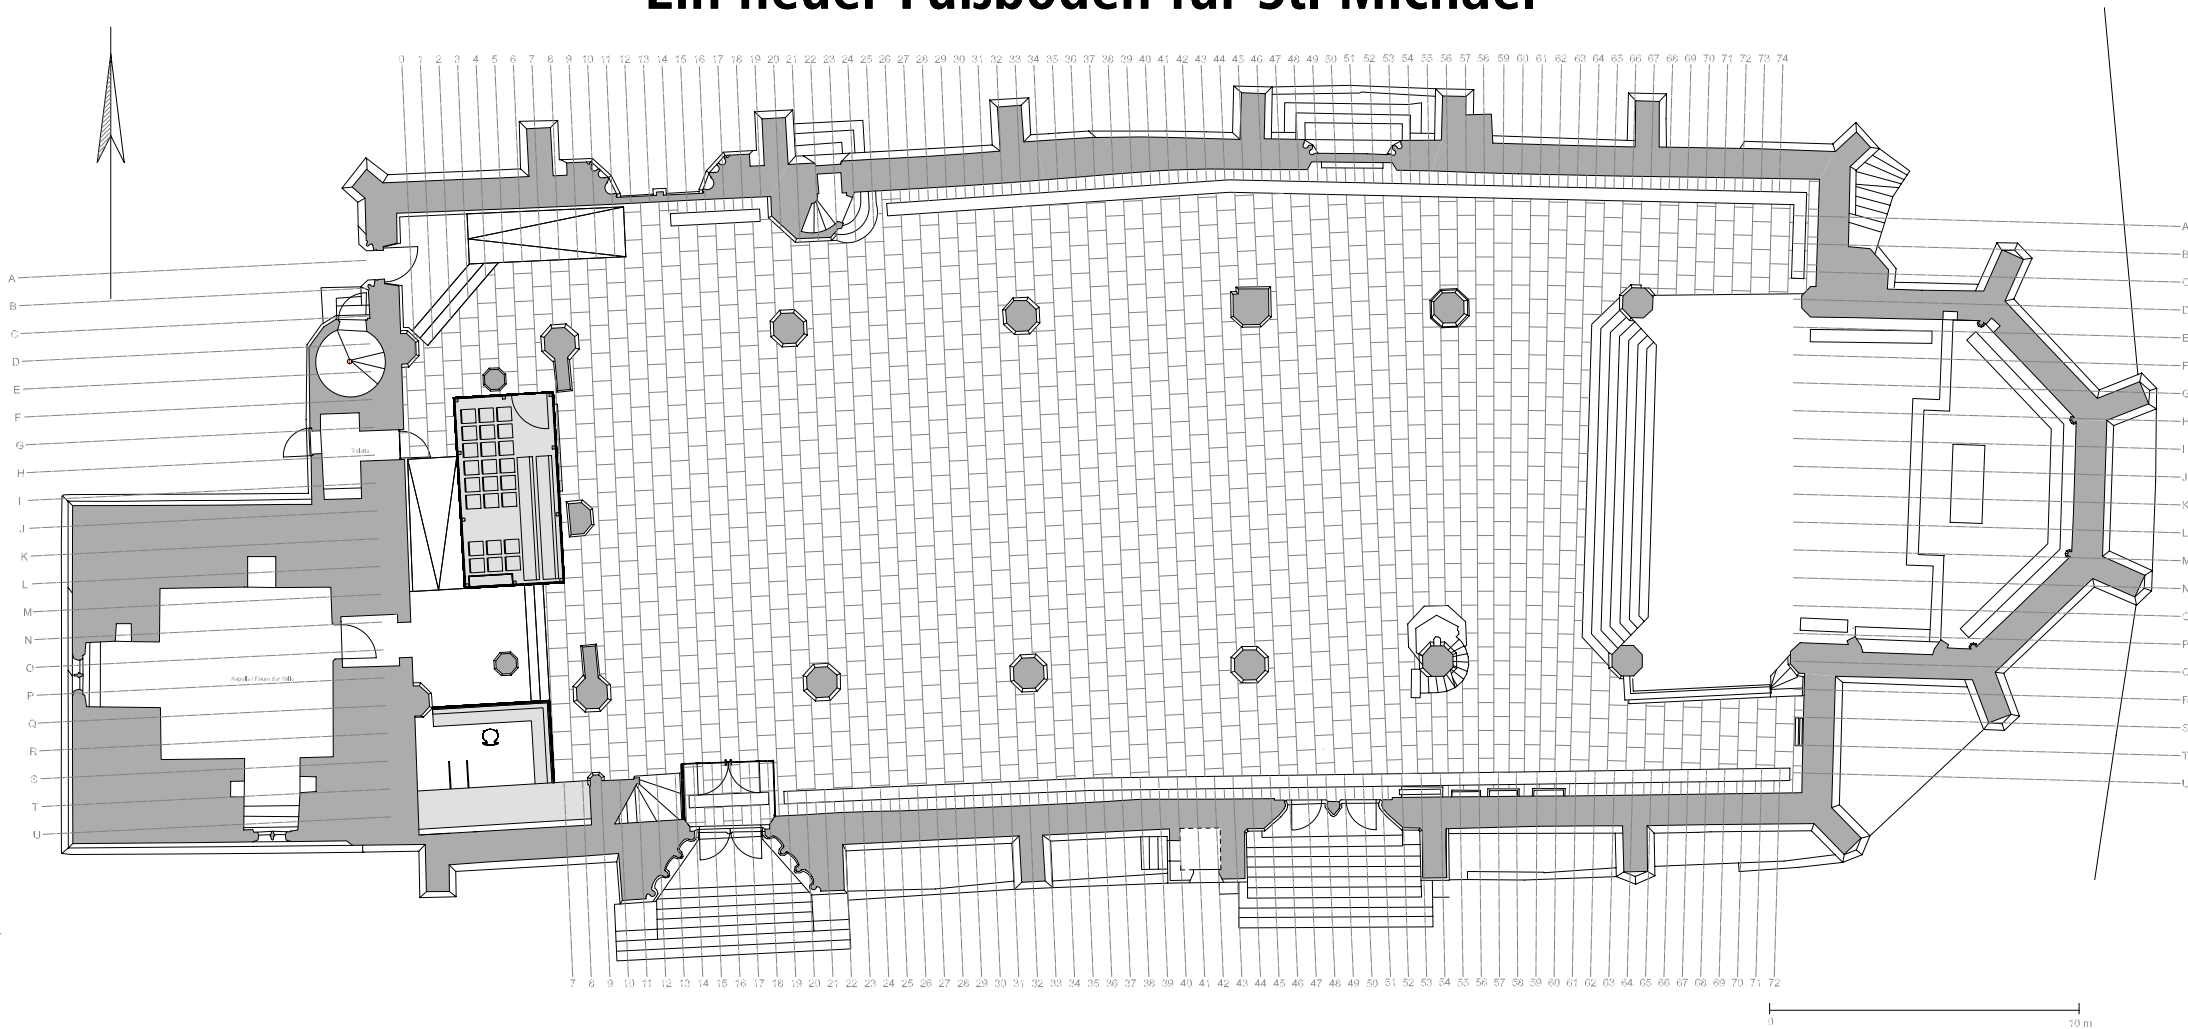 Ein neuer Fußboden für St. Michael
0 1 2 3 4 5 6 7 8 9 10 11 12 13 14 15 16 17 18 19 20 21 22 23 24 25 26 27 28 29 30 31 32 33 34 35 36 37 38 39 40 41 42 43 44 45 46 47 48 49 50 51 52 53 54 55 56 57 58 59 60 61 62 63 64 65 66 67 68 69 70 71 72 73 74
A
B
C
D
E
F
G
H
I
J
K
L
M
N
O
P
Q
R
S
T
U
A
B
C
D
E
F
G
H
I
J
K
L
M
N
O
P
Q
R
S
T
U
7 8 9 10 11 12 13 14 15 16 17 18 19 20 21 22 23 24 25 26 27 28 29 30 31 32 33 34 35 36 37 38 39 40 41 42 43 44 45 46 47 48 49 50 51 52 53 54 55 56 57 58 59 60 61 62 63 64 65 66 67 68 69 70 71 72
0 10 m